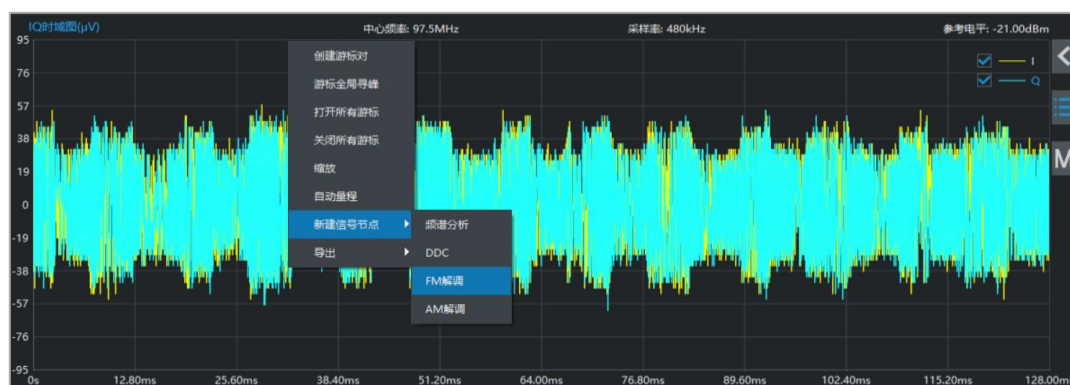 IQ时域图(μV)
中心频率: 97.5MHz
采样率: 480kHz
参考电平: -21.00dBm
95
76
57
38
19
0
-19
-38
-57
-76
-95
I
Q
M
创建游标对
游标全局寻峰
打开所有游标
关闭所有游标
缩放
自动量程
新建信号节点
导出
频谱分析
DDC
FM解调
AM解调
0s
12.80ms
25.60ms
38.40ms
51.20ms
64.00ms
76.80ms
89.60ms
102.40ms
115.20ms
128.00ms